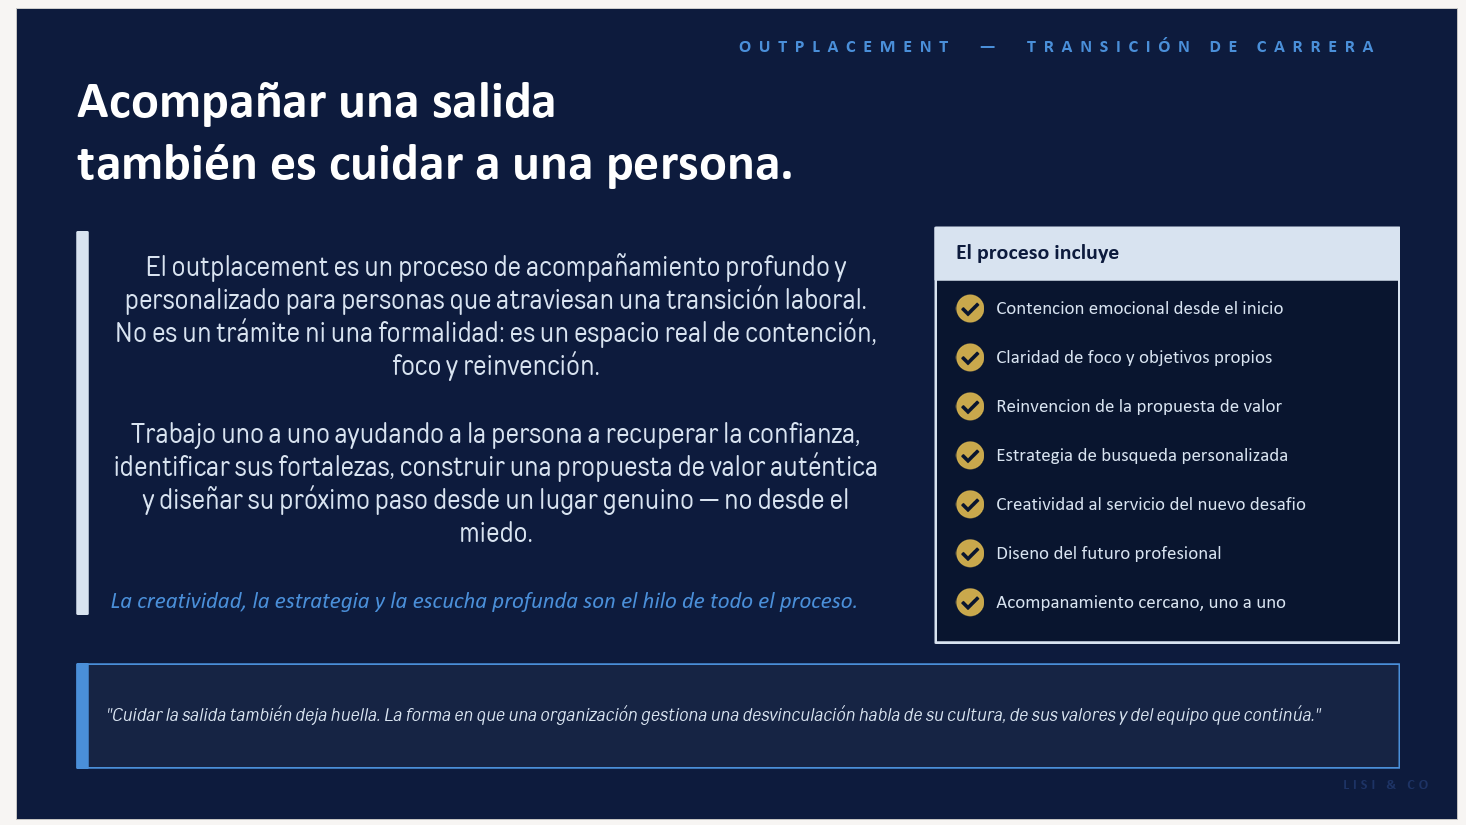 OUTPLACEMENT — TRANSICIÓN DE CARRERA
Acompañar una salida
también es cuidar a una persona.
El outplacement es un proceso de acompañamiento profundo y
personalizado para personas que atraviesan una transición laboral.
No es un trámite ni una formalidad: es un espacio real de contención,
foco y reinvención.
Trabajo uno a uno ayudando a la persona a recuperar la confianza,
identificar sus fortalezas, construir una propuesta de valor auténtica
y diseñar su próximo paso desde un lugar genuino — no desde el
miedo.
La creatividad, la estrategia y la escucha profunda son el hilo de todo el proceso.
El proceso incluye
Contencion emocional desde el inicio
Claridad de foco y objetivos propios
Reinvencion de la propuesta de valor
Estrategia de busqueda personalizada
Creatividad al servicio del nuevo desafio
Diseno del futuro profesional
Acompanamiento cercano, uno a uno
"Cuidar la salida también deja huella. La forma en que una organización gestiona una desvinculación habla de su cultura, de sus valores y del equipo que continúa."
LISI & CO